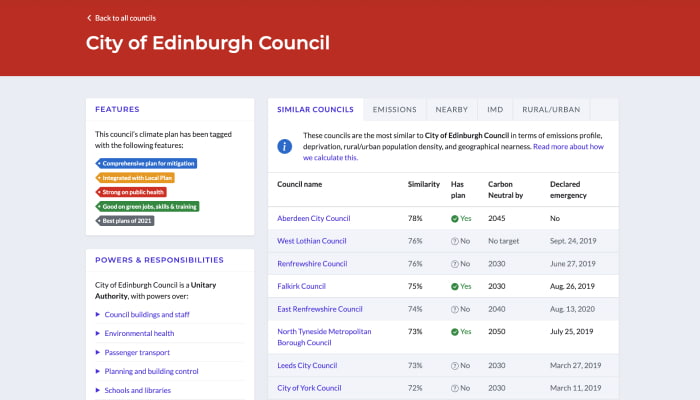 Back to all councils
City of Edinburgh Council
FEATURES
This council's climate plan has been tagged
with the following features:
Comprehensive plan for mitigation
Integrated with Local Plan
Strong on public health
Good on green jobs, skills & training
Best plans of 2021
POWERS & RESPONSIBILITIES
City of Edinburgh Council is a Unitary
Authority, with powers over:
Council buildings and staff
Environmental health
Passenger transport
Planning and building control
Schools and libraries
SIMILAR COUNCILS EMISSIONS NEARBY IMD RURAL/URBAN
These councils are the most similar to City of Edinburgh Council in terms of emissions profile,
deprivation, rural/urban population density, and geographical nearness. Read more about how
we calculate this.
Council name Similarity Has plan Carbon Neutral by Declared emergency
Aberdeen City Council 78% Yes 2045 No
West Lothian Council 76% No No target Sept. 24, 2019
Renfrewshire Council 76% No 2030 June 27, 2019
Falkirk Council 75% Yes 2030 Aug. 26, 2019
East Renfrewshire Council 74% No 2040 Aug. 13, 2020
North Tyneside Metropolitan Borough Council 73% Yes 2050 July 25, 2019
Leeds City Council 73% No 2030 March 27, 2019
City of York Council 72% No 2030 March 11, 2019